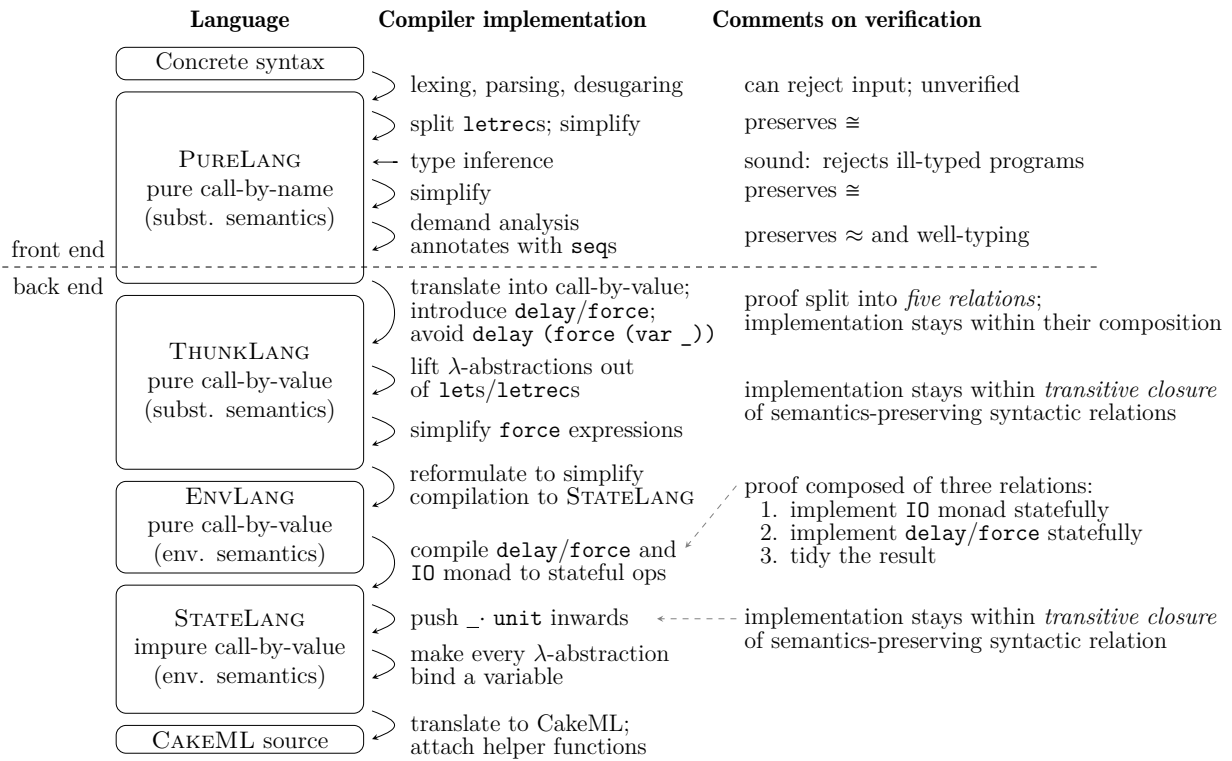 Language Compiler implementation Comments on verification
Concrete syntax
lexing, parsing, desugaring can reject input; unverified
split letrecs; simplify preserves ≅
PURELANG
pure call-by-name
(subst. semantics)
type inference sound: rejects ill-typed programs
simplify preserves ≅
demand analysis
annotates with seqs
preserves ≈ and well-typing
front end
back end
translate into call-by-value;
introduce delay/force;
avoid delay (force (var _))
proof split into five relations;
implementation stays within their composition
THUNKLANG
pure call-by-value
(subst. semantics)
lift λ-abstractions out
of lets/letrecs
implementation stays within transitive closure
of semantics-preserving syntactic relations
simplify force expressions
reformulate to simplify
compilation to STATELANG
ENVLANG
pure call-by-value
(env. semantics)
proof composed of three relations:
1. implement IO monad statefully
2. implement delay/force statefully
3. tidy the result
compile delay/force and
IO monad to stateful ops
STATELANG
impure call-by-value
(env. semantics)
push _· unit inwards
implementation stays within transitive closure
of semantics-preserving syntactic relation
make every λ-abstraction
bind a variable
translate to CakeML;
attach helper functions
CAKEML source